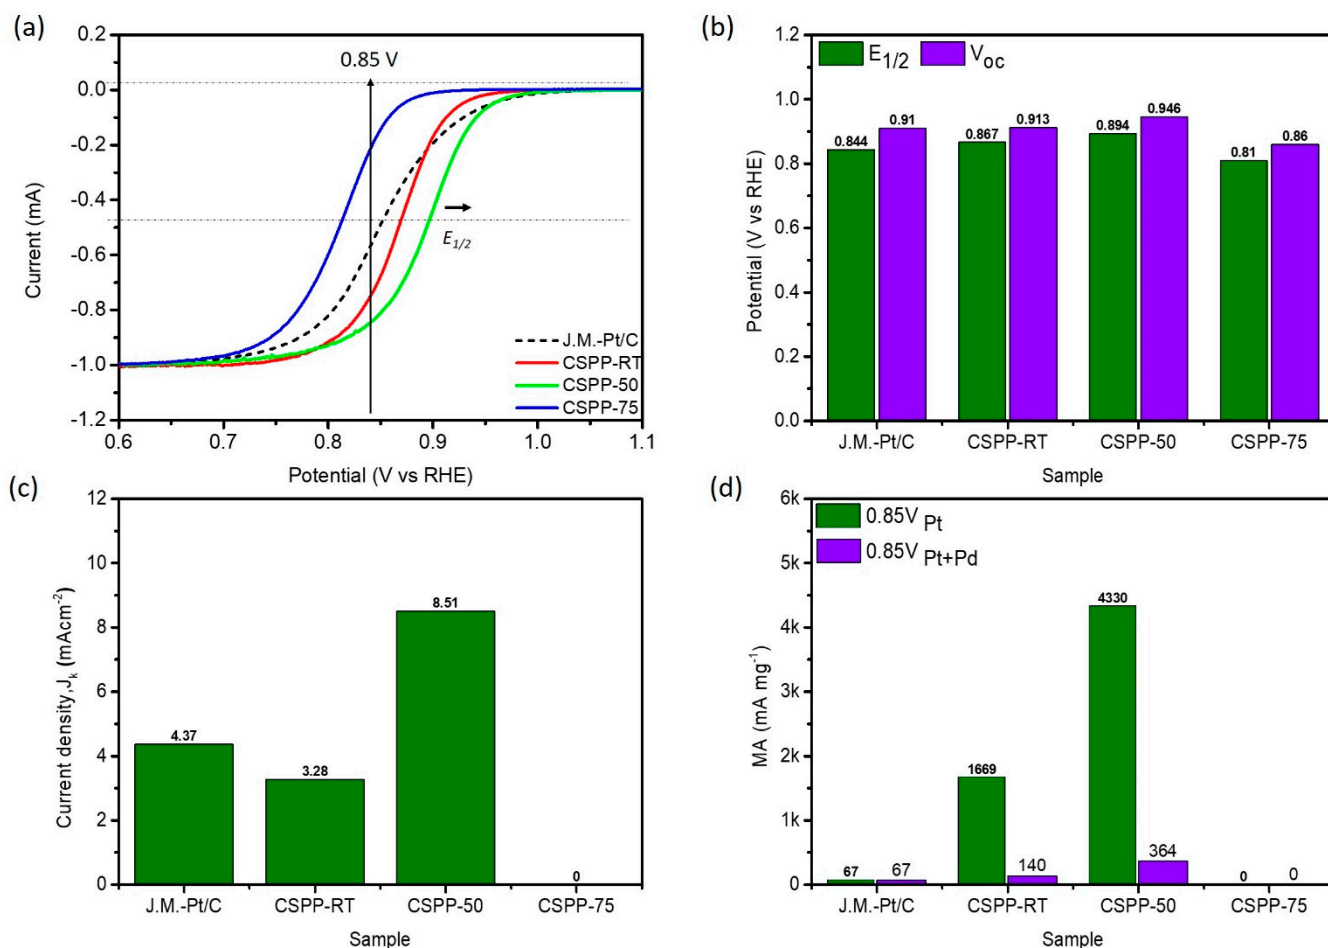 (a)
0.2
0.0
-0.2
-0.4
-0.6
-0.8
-1.0
-1.2
Current (mA)
0.85 V
E1/2
J.M.-Pt/C
CSPP-RT
CSPP-50
CSPP-75
0.6 0.7 0.8 0.9 1.0 1.1
Potential (V vs RHE)
(b)
1.2
1.0
0.8
0.6
0.4
0.2
0.0
Potential (V vs RHE)
E1/2 Voc
0.844 0.91 0.867 0.913 0.894 0.946 0.81 0.86
J.M.-Pt/C CSPP-RT CSPP-50 CSPP-75
Sample
(c)
12
10
8
6
4
2
0
Current density,Jk (mAcm-2)
4.37 3.28 8.51 0
J.M.-Pt/C CSPP-RT CSPP-50 CSPP-75
Sample
(d)
6k
5k
4k
3k
2k
1k
0
MA (mA mg-1)
0.85V Pt
0.85V Pt+Pd
67 67 1669 140 4330 364 0 0
J.M.-Pt/C CSPP-RT CSPP-50 CSPP-75
Sample